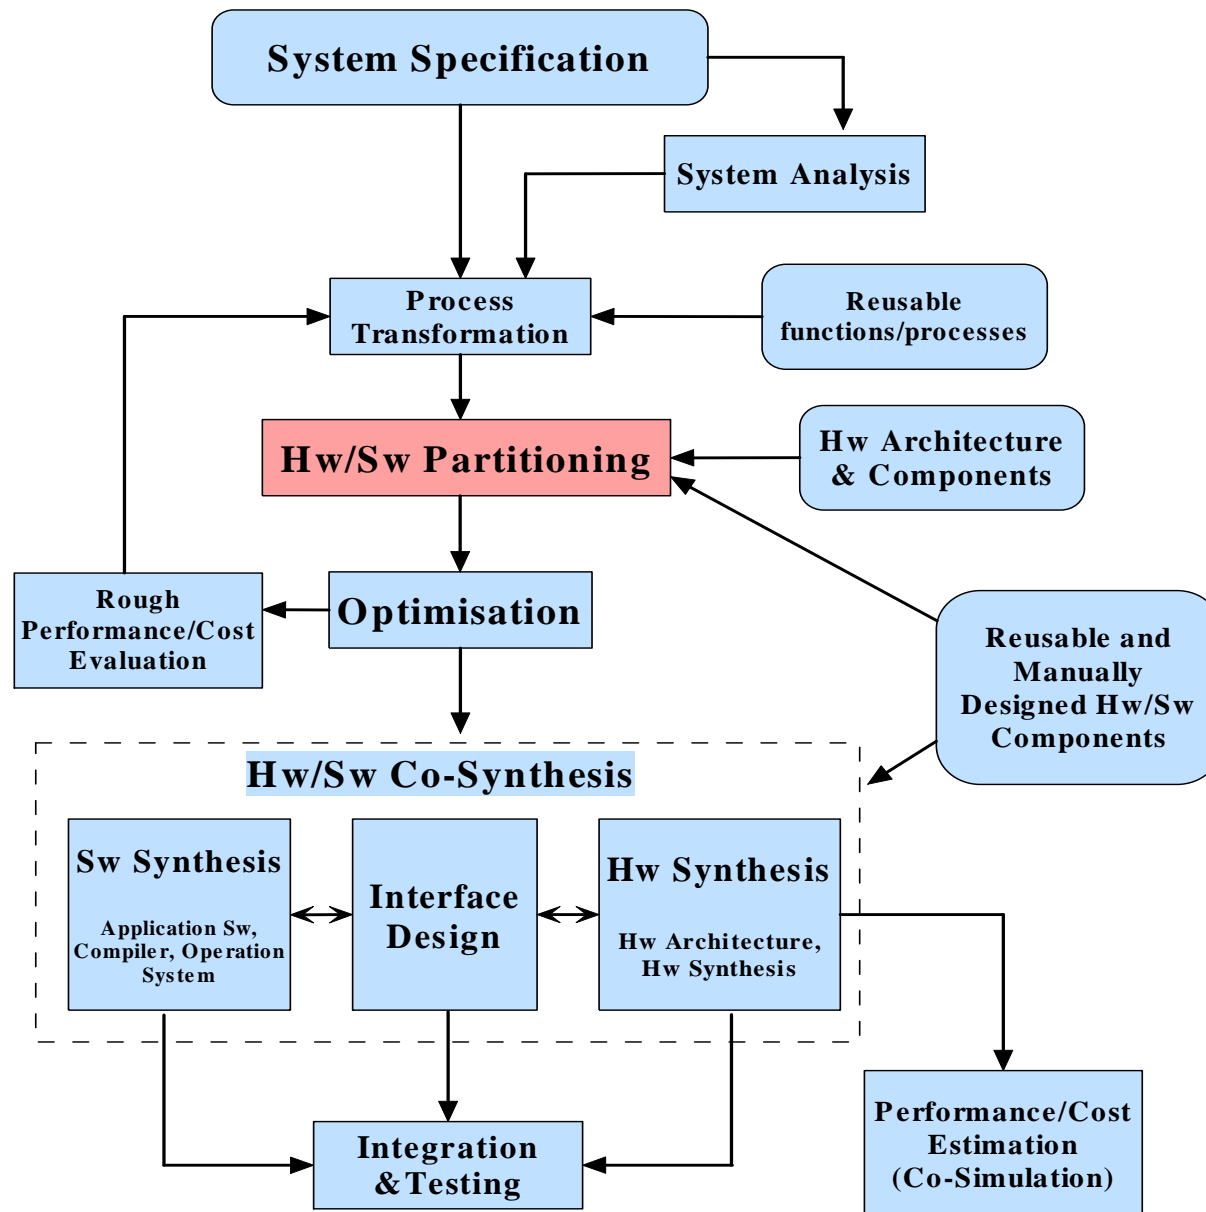 System Specification
System Analysis
Process
Transformation
Reusable
functions/processes
Hw/Sw Partitioning
Hw Architecture
& Components
Rough
Performance/Cost
Evaluation
Optimisation
Reusable and
Manually
Designed Hw/Sw
Components
Hw/Sw Co-Synthesis
Sw Synthesis
Application Sw,
Compiler, Operation
System
Interface
Design
Hw Synthesis
Hw Architecture,
Hw Synthesis
Integration
&Testing
Performance/Cost
Estimation
(Co-Simulation)